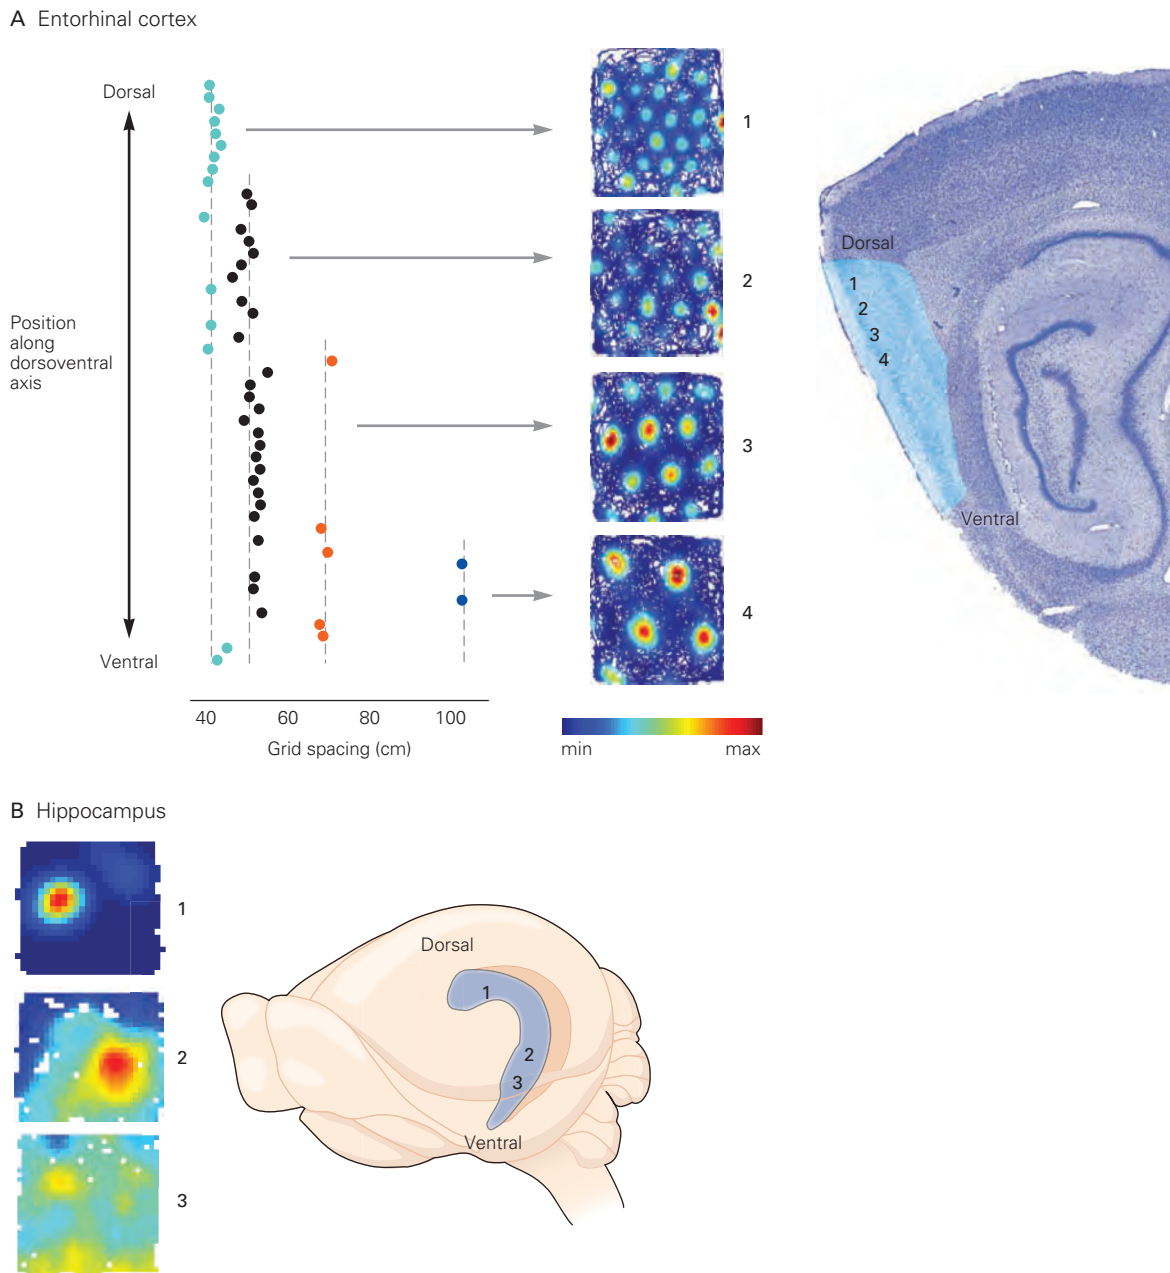 A Entorhinal cortex
Dorsal
Position
along
dorsoventral
axis
Ventral
40 60 80 100
Grid spacing (cm)
1
2
3
4
min max
Dorsal
1
2
3
4
Ventral
B Hippocampus
1
2
3
Dorsal
1
2
3
Ventral